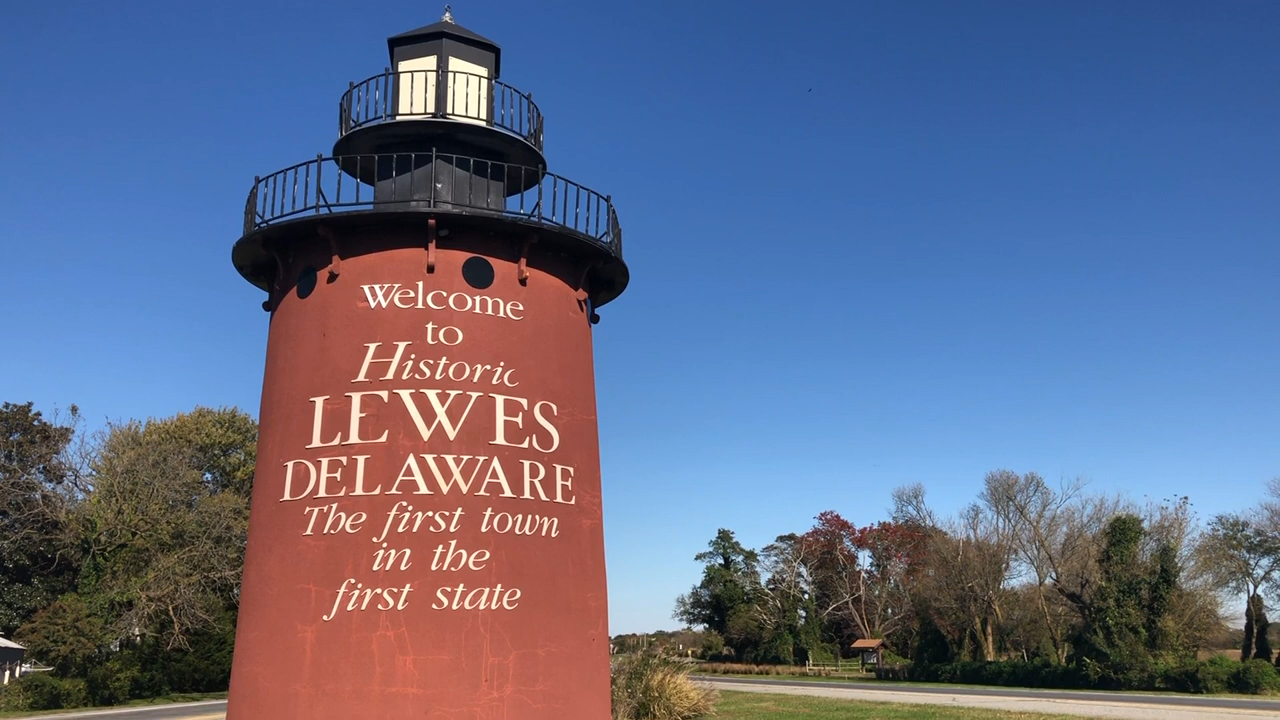 Welcome
to
Historic
LEWES
DELAWARE
The first town
in the
first state